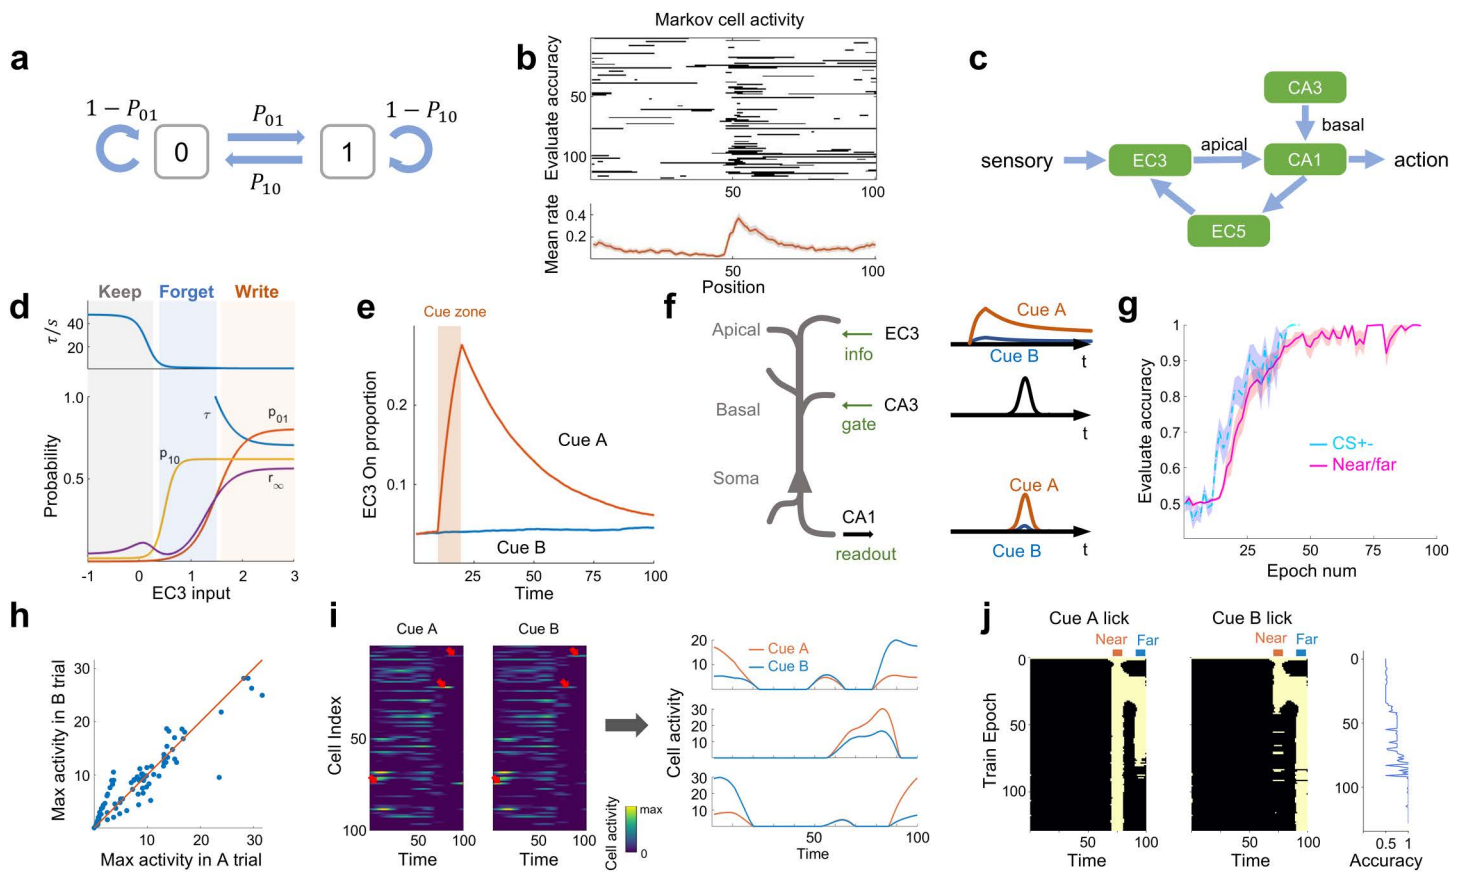 a
1 − P01
P01
1 − P10
0
1
P10
b
Markov cell activity
Evaluate accuracy
50
100
50
100
Mean rate
0.4
0.2
50
100
Position
c
CA3
basal
sensory
EC3
apical
CA1
action
EC5
d
Keep
Forget
Write
τ/s
40
20
Probability
1.0
0.5
τ
p01
p10
r∞
-1
0
1
2
3
EC3 input
e
Cue zone
EC3 On proportion
0.2
0.1
Cue A
Cue B
25
50
75
100
Time
f
Apical
EC3
info
Basal
CA3
gate
Soma
CA1
readout
Cue A
Cue B
t
t
Cue A
Cue B
t
g
Evaluate accuracy
1
0.9
0.8
0.7
0.6
0.5
CS+-
Near/far
25
50
75
100
Epoch num
h
Max activity in B trial
30
20
10
10
20
30
Max activity in A trial
i
Cue A
Cue B
Cell Index
50
100
50
100
50
100
Time
Time
Cell activity
max
0
Cell activity
20
10
Cue A
Cue B
30
20
10
30
20
10
50
100
Time
j
Cue A lick
Cue B lick
Near
Far
Near
Far
Train Epoch
0
50
100
50
100
Time
50
100
Time
0
50
100
0.5
1
Accuracy